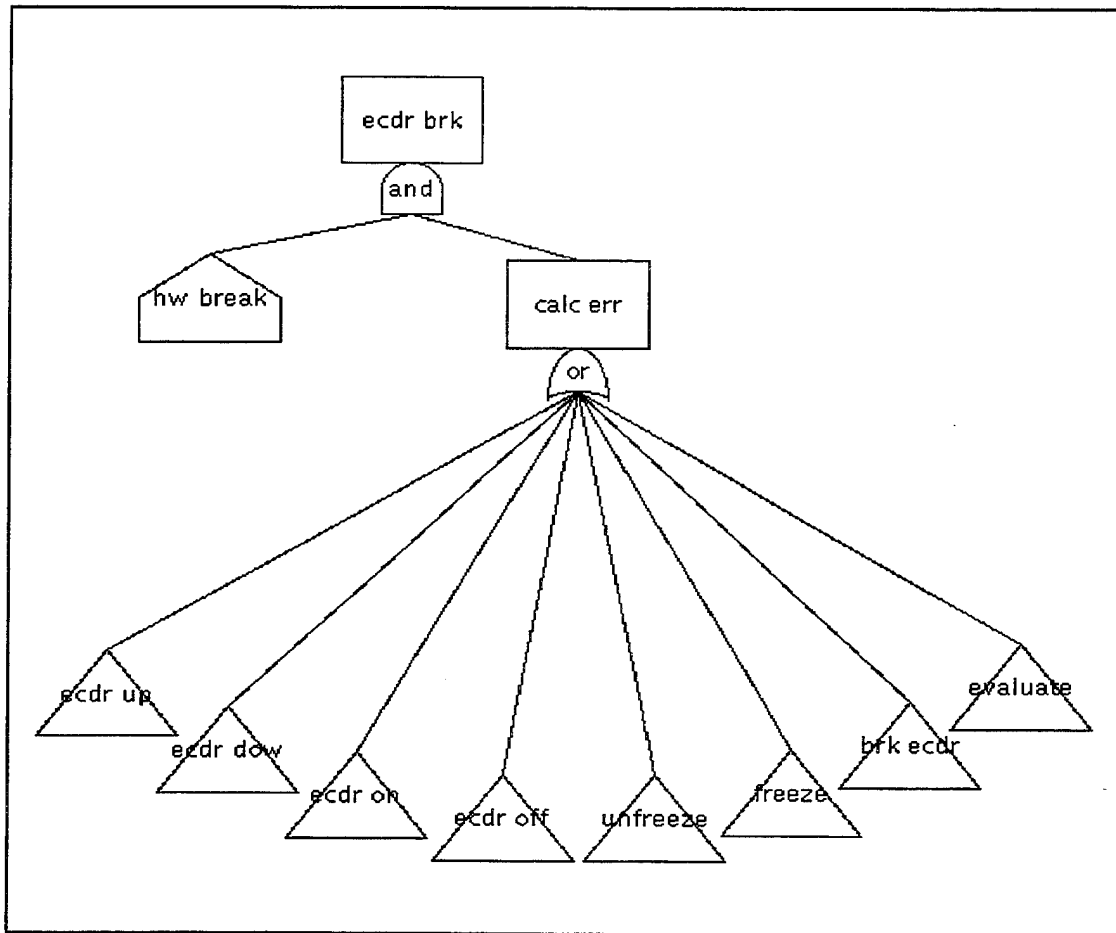 ecdr brk
and
hw break
calc err
or
ecdr up
ecdr dow
ecdr on
ecdr off
unfreeze
freeze
brk ecdr
evaluate